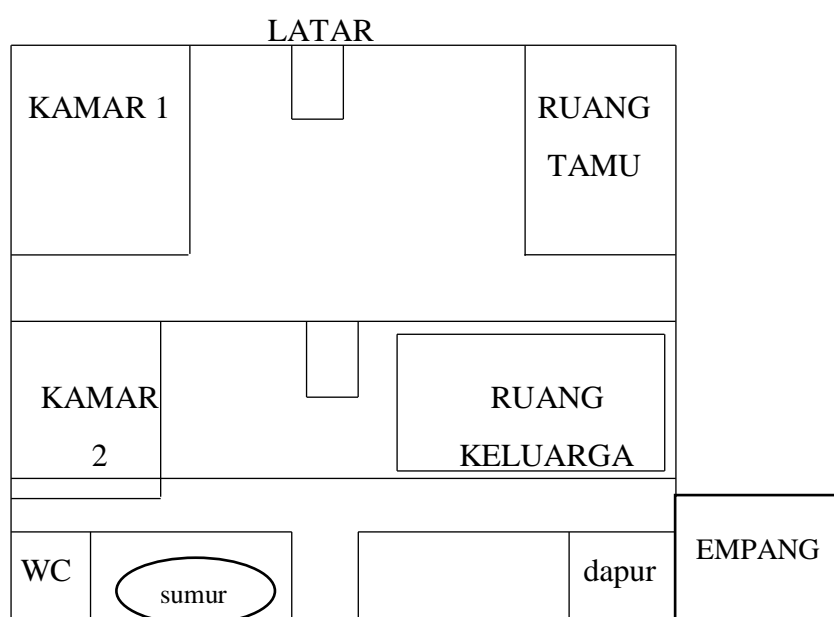 LATAR
KAMAR 1
RUANG
TAMU
KAMAR
2
RUANG
KELUARGA
WC
sumur
dapur
EMPANG